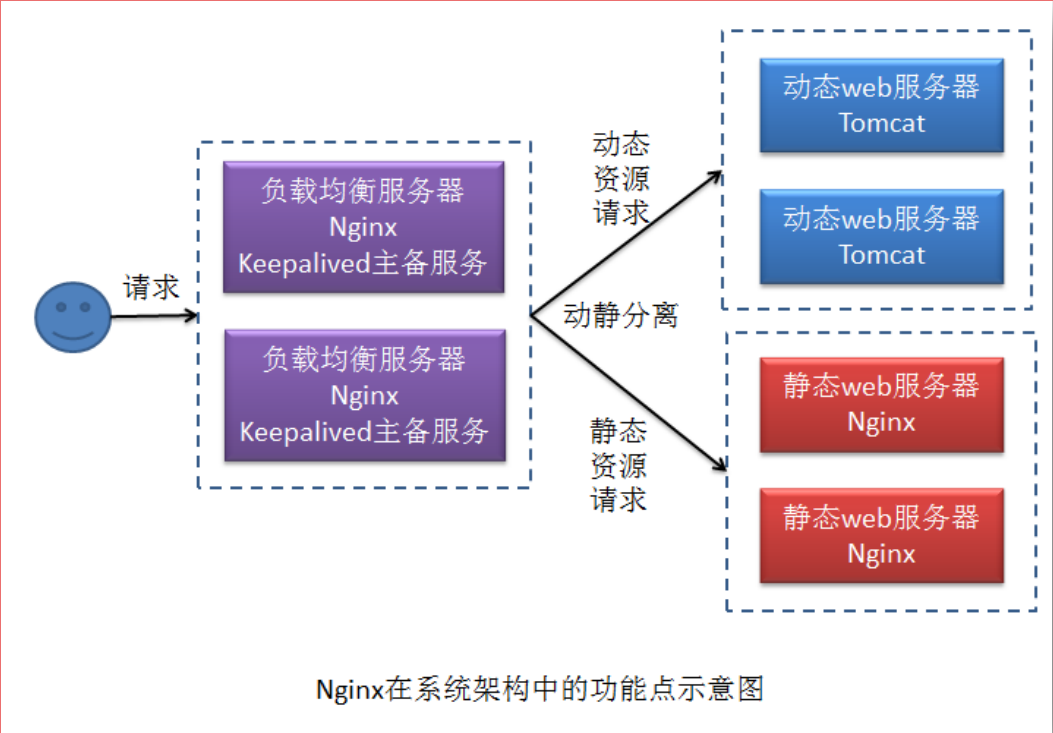 请求
负载均衡服务器
Nginx
Keepalived主备服务
负载均衡服务器
Nginx
Keepalived主备服务
动态
资源
请求
动静分离
静态
资源
请求
动态web服务器
Tomcat
动态web服务器
Tomcat
静态web服务器
Nginx
静态web服务器
Nginx
Nginx在系统架构中的功能点示意图